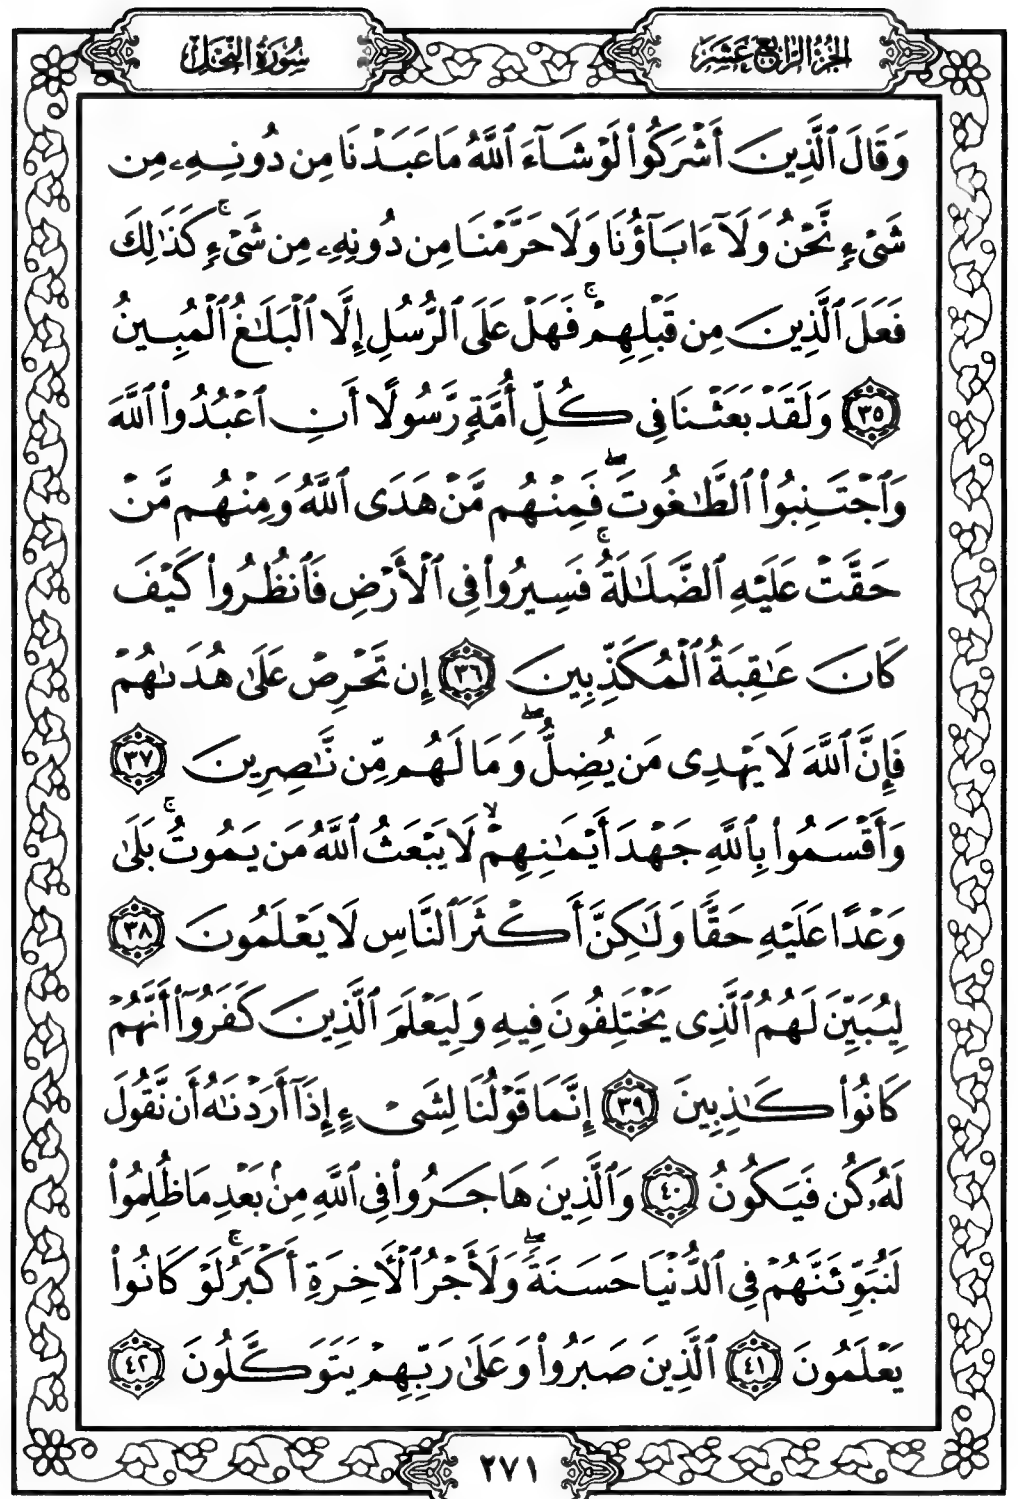 الجزء الرابع عشر
سورة النحل
وَقَالَ ٱلَّذِينَ أَشْرَكُوا۟ لَوْ شَآءَ ٱللَّهُ مَا عَبَدْنَا مِن دُونِهِۦ مِن
شَىْءٍ نَّحْنُ وَلَآ ءَابَآؤُنَا وَلَا حَرَّمْنَا مِن دُونِهِۦ مِن شَىْءٍ ۚ كَذَٰلِكَ
فَعَلَ ٱلَّذِينَ مِن قَبْلِهِمْ ۚ فَهَلْ عَلَى ٱلرُّسُلِ إِلَّا ٱلْبَلَٰغُ ٱلْمُبِينُ
٣٥ وَلَقَدْ بَعَثْنَا فِى كُلِّ أُمَّةٍ رَّسُولًا أَنِ ٱعْبُدُوا۟ ٱللَّهَ
وَٱجْتَنِبُوا۟ ٱلطَّٰغُوتَ ۖ فَمِنْهُم مَّنْ هَدَى ٱللَّهُ وَمِنْهُم مَّنْ
حَقَّتْ عَلَيْهِ ٱلضَّلَٰلَةُ ۚ فَسِيرُوا۟ فِى ٱلْأَرْضِ فَٱنظُرُوا۟ كَيْفَ
كَانَ عَٰقِبَةُ ٱلْمُكَذِّبِينَ ٣٦ إِن تَحْرِصْ عَلَىٰ هُدَىٰهُمْ
فَإِنَّ ٱللَّهَ لَا يَهْدِى مَن يُضِلُّ ۖ وَمَا لَهُم مِّن نَّٰصِرِينَ ٣٧
وَأَقْسَمُوا۟ بِٱللَّهِ جَهْدَ أَيْمَٰنِهِمْ ۙ لَا يَبْعَثُ ٱللَّهُ مَن يَمُوتُ ۚ بَلَىٰ
وَعْدًا عَلَيْهِ حَقًّا وَلَٰكِنَّ أَكْثَرَ ٱلنَّاسِ لَا يَعْلَمُونَ ٣٨
لِيُبَيِّنَ لَهُمُ ٱلَّذِى يَخْتَلِفُونَ فِيهِ وَلِيَعْلَمَ ٱلَّذِينَ كَفَرُوٓا۟ أَنَّهُمْ
كَانُوا۟ كَٰذِبِينَ ٣٩ إِنَّمَا قَوْلُنَا لِشَىْءٍ إِذَآ أَرَدْنَٰهُ أَن نَّقُولَ
لَهُۥ كُن فَيَكُونُ ٤٠ وَٱلَّذِينَ هَاجَرُوا۟ فِى ٱللَّهِ مِنۢ بَعْدِ مَا ظُلِمُوا۟
لَنُبَوِّئَنَّهُمْ فِى ٱلدُّنْيَا حَسَنَةً ۖ وَلَأَجْرُ ٱلْءَاخِرَةِ أَكْبَرُ ۚ لَوْ كَانُوا۟
يَعْلَمُونَ ٤١ ٱلَّذِينَ صَبَرُوا۟ وَعَلَىٰ رَبِّهِمْ يَتَوَكَّلُونَ ٤٢
٢٧١